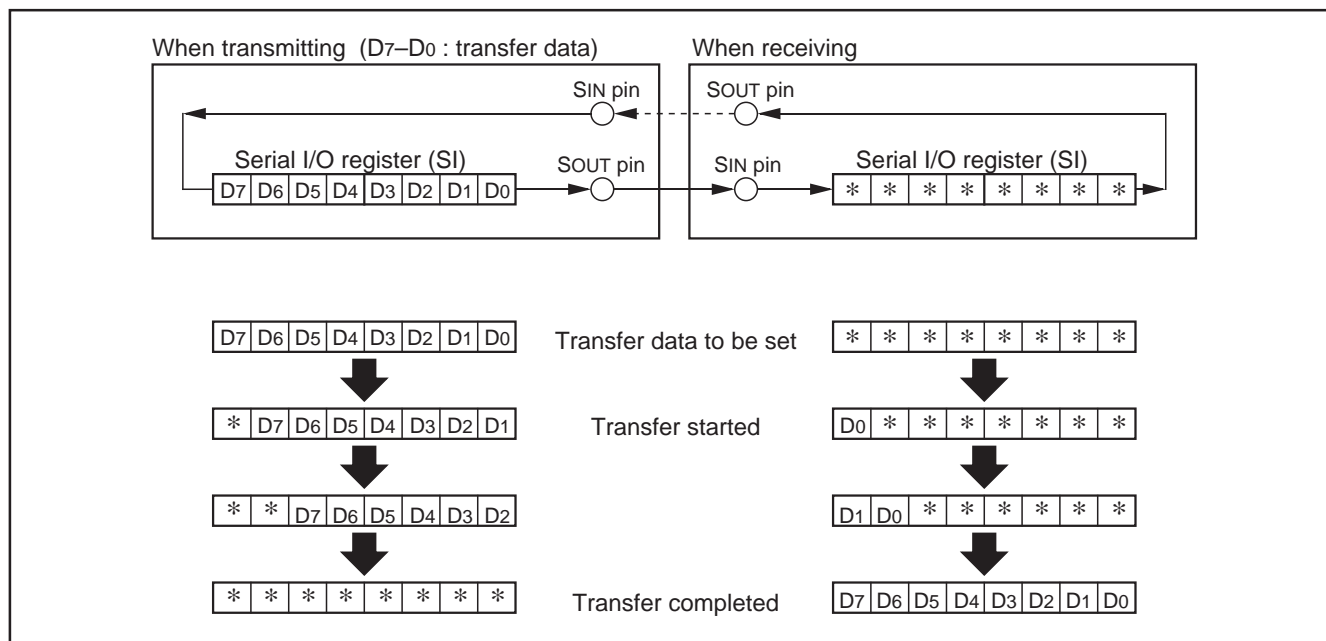 When transmitting (D7–D0 : transfer data)
When receiving
SIN pin
SOUT pin
Serial I/O register (SI)
SOUT pin
SIN pin
Serial I/O register (SI)
D7 D6 D5 D4 D3 D2 D1 D0
* * * * * * * *
D7 D6 D5 D4 D3 D2 D1 D0
Transfer data to be set
* * * * * * * *
* D7 D6 D5 D4 D3 D2 D1
Transfer started
D0 * * * * * * *
* * D7 D6 D5 D4 D3 D2
D1 D0 * * * * * *
* * * * * * * *
Transfer completed
D7 D6 D5 D4 D3 D2 D1 D0